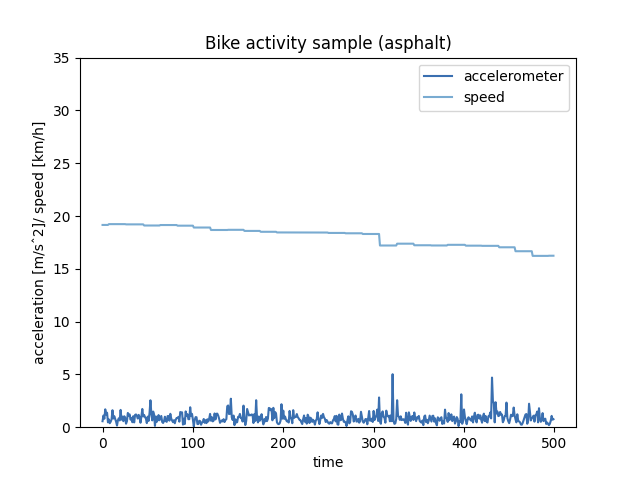 Bike activity sample (asphalt)
accelerometer
speed
acceleration [m/s^2]/ speed [km/h]
35
30
25
20
15
10
5
0
0 100 200 300 400 500
time